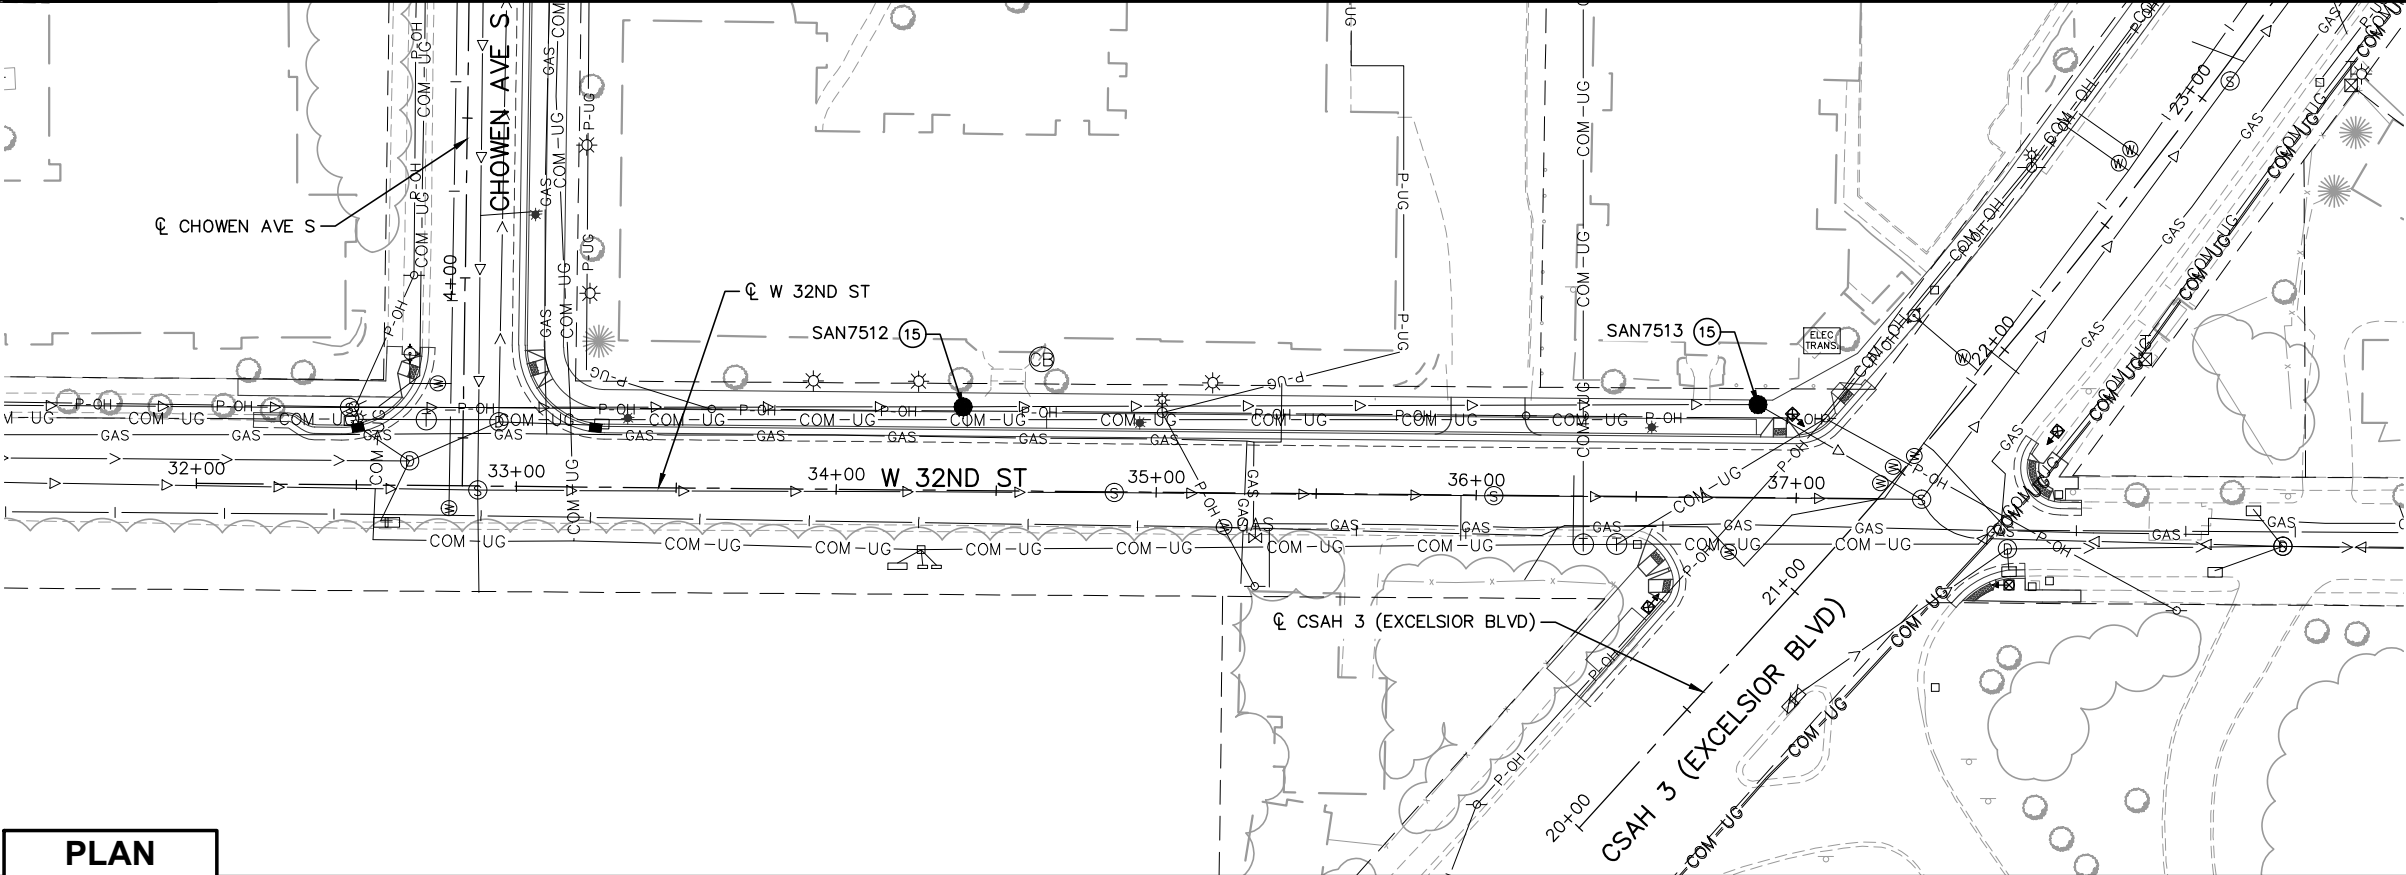 CHOWEN AVE S
℄ CHOWEN AVE S
4+00
℄ W 32ND ST
SAN7512 15
SAN7513 15
CB
ELEC
TRANS.
23+00
22+00
32+00
33+00
34+00
W 32ND ST
35+00
36+00
37+00
21+00
20+00
℄ CSAH 3 (EXCELSIOR BLVD)
CSAH 3 (EXCELSIOR BLVD)
P-OH
COM-UG
GAS
P-UG
COM-OH
PLAN